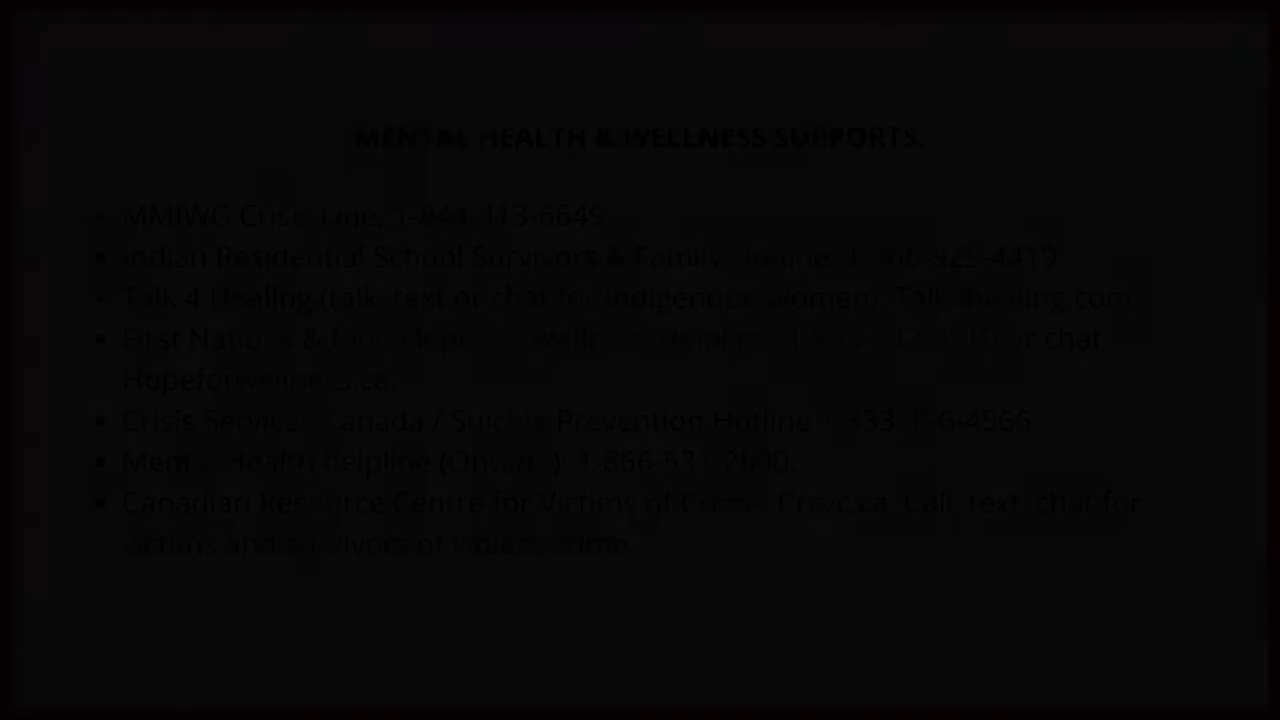 MENTAL HEALTH & WELLNESS SUPPORTS:
• MMIWG Crisis Line: 1-844-413-6649
• Indian Residential School Survivors & Family Hotline: 1-866-925-4419
• Talk 4 Healing (talk, text or chat for Indigenous Women): Talk4healing.com
• First Nations & Inuit Hope for Wellness Helpline: 1-855-242-3310 or chat
Hopeforwellness.ca.
• Crisis Services Canada / Suicide Prevention Hotline 1-833-456-4566
• Mental Health helpline (Ontario): 1-866-531-2600.
• Canadian Resource Centre for Victims of Crime: Crcvc.ca. Call, text, chat for
victims and survivors of violent crime.